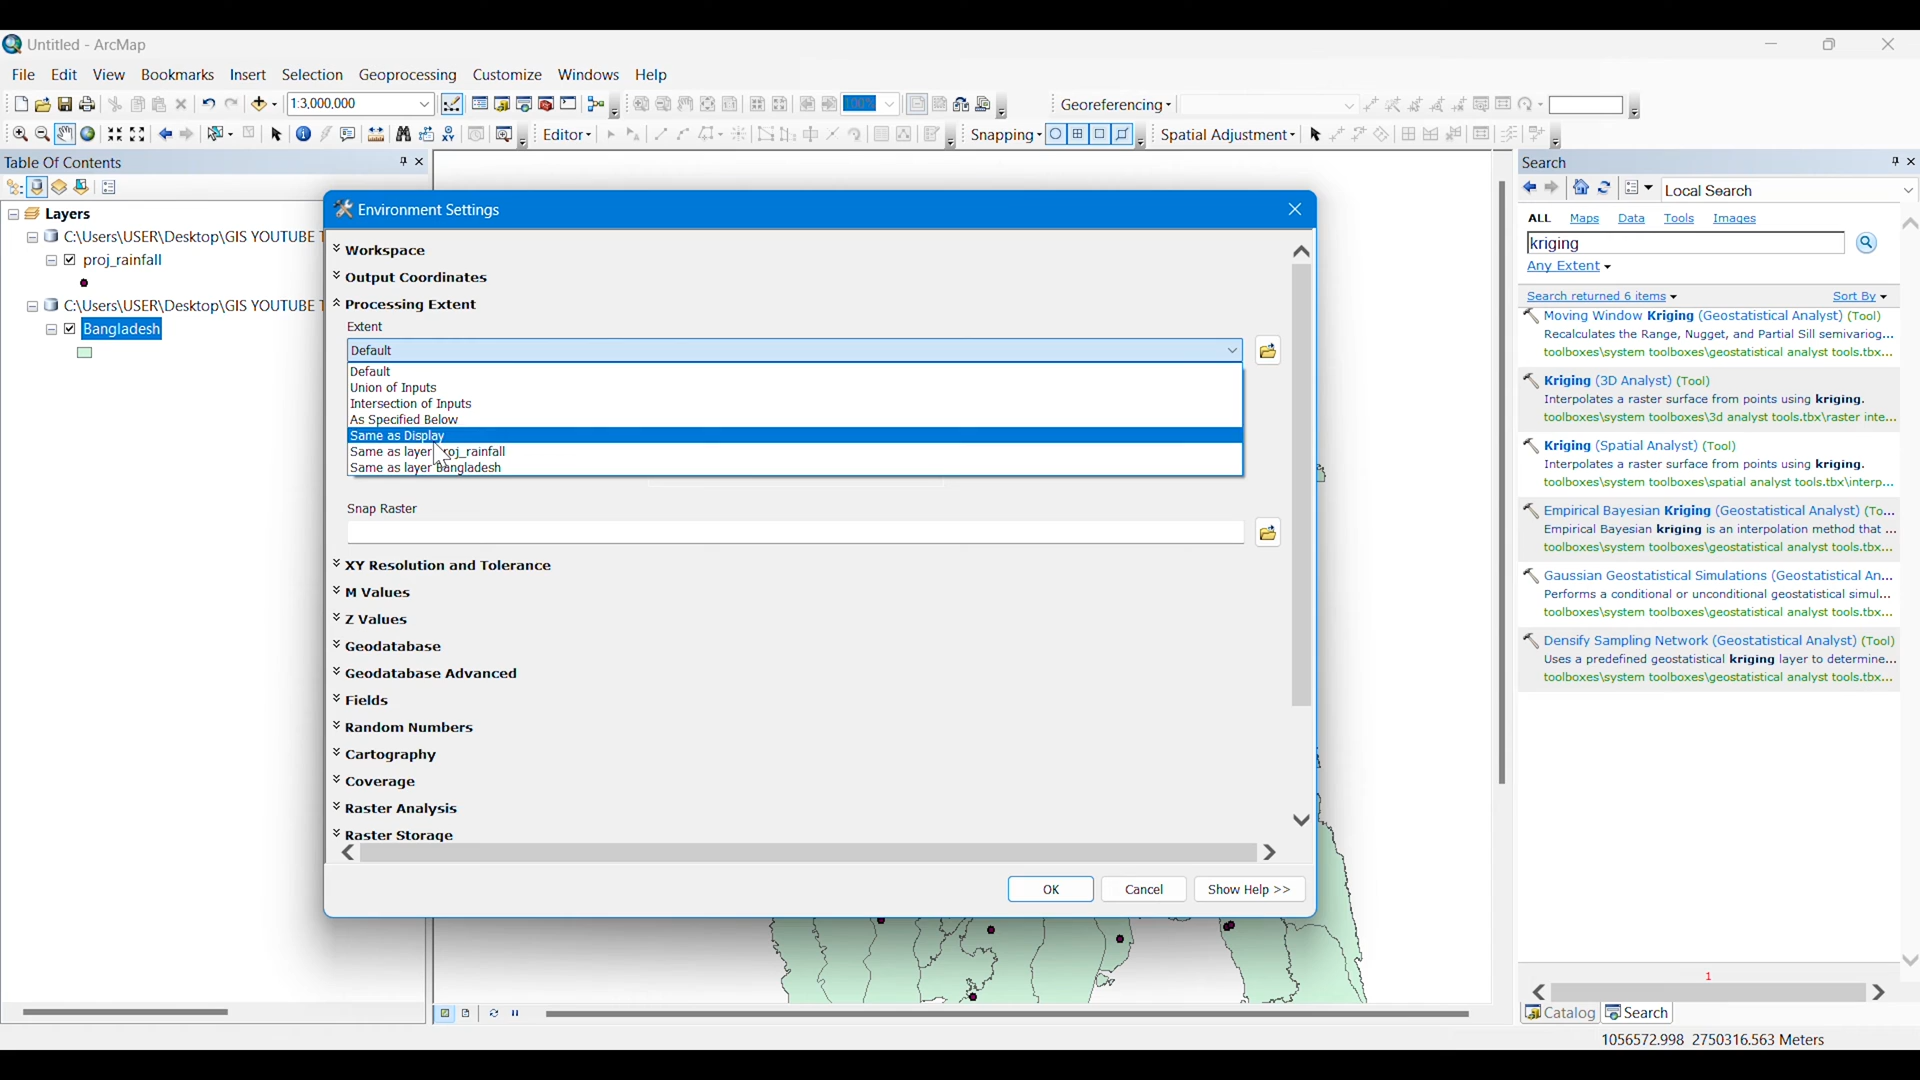 Untitled - ArcMap
File Edit View Bookmarks Insert Selection Geoprocessing Customize Windows Help
1:3,000,000 100% Georeferencing
Editor Snapping Spatial Adjustment
Table Of Contents
Layers
C:\Users\USER\Desktop\GIS YOUTUBE T
proj_rainfall
C:\Users\USER\Desktop\GIS YOUTUBE T
Bangladesh
Environment Settings
Workspace
Output Coordinates
Processing Extent
Extent
Default
Default
Union of Inputs
Intersection of Inputs
As Specified Below
Same as Display
Same as layer proj_rainfall
Same as layer Bangladesh
Snap Raster
XY Resolution and Tolerance
M Values
Z Values
Geodatabase
Geodatabase Advanced
Fields
Random Numbers
Cartography
Coverage
Raster Analysis
Raster Storage
OK Cancel Show Help >>
Search
Local Search
ALL Maps Data Tools Images
kriging
Any Extent
Search returned 6 items Sort By
Moving Window Kriging (Geostatistical Analyst) (Tool)
Recalculates the Range, Nugget, and Partial Sill semivariog...
toolboxes\system toolboxes\geostatistical analyst tools.tbx...
Kriging (3D Analyst) (Tool)
Interpolates a raster surface from points using kriging.
toolboxes\system toolboxes\3d analyst tools.tbx\raster inte...
Kriging (Spatial Analyst) (Tool)
Interpolates a raster surface from points using kriging.
toolboxes\system toolboxes\spatial analyst tools.tbx\interp...
Empirical Bayesian Kriging (Geostatistical Analyst) (To...
Empirical Bayesian kriging is an interpolation method that ...
toolboxes\system toolboxes\geostatistical analyst tools.tbx...
Gaussian Geostatistical Simulations (Geostatistical An...
Performs a conditional or unconditional geostatistical simul...
toolboxes\system toolboxes\geostatistical analyst tools.tbx...
Densify Sampling Network (Geostatistical Analyst) (Tool)
Uses a predefined geostatistical kriging layer to determine...
toolboxes\system toolboxes\geostatistical analyst tools.tbx...
1
Catalog Search
1056572.998 2750316.563 Meters